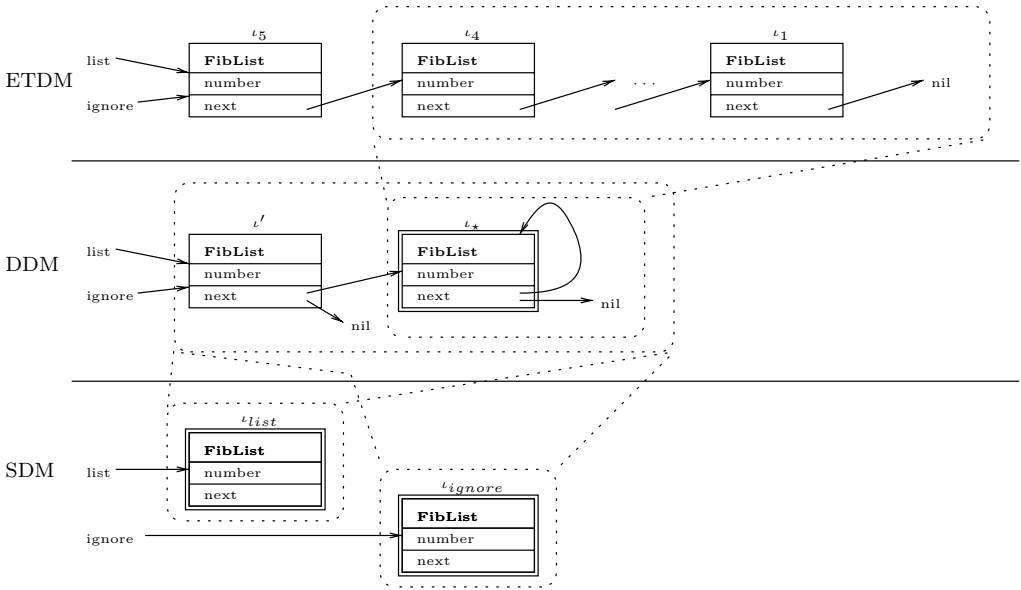 ι5 ι4 ι1
list FibList FibList FibList
ETDM number number ... number nil
ignore next next next
ι′ ι⋆
list FibList FibList
DDM number number
ignore next next nil
nil
ιlist
FibList
SDM list number
next
ιignore
FibList
ignore number
next